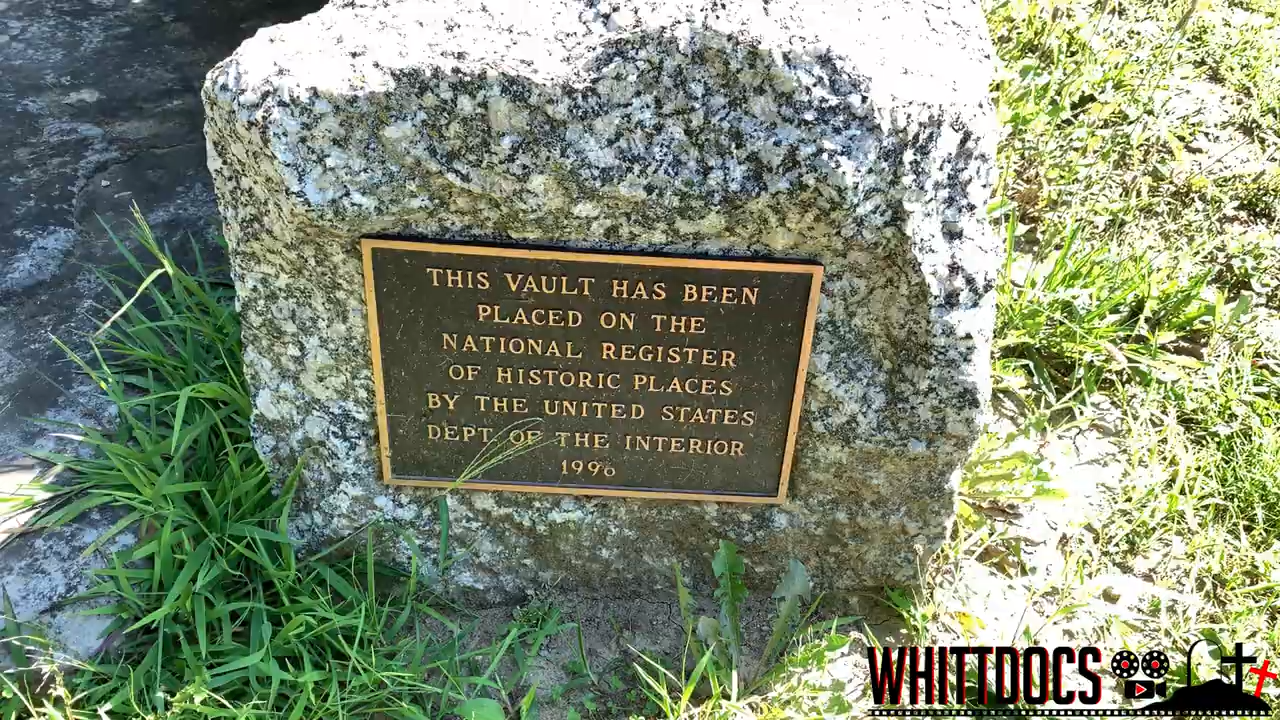 THIS VAULT HAS BEEN
PLACED ON THE
NATIONAL REGISTER
OF HISTORIC PLACES
BY THE UNITED STATES
DEPT OF THE INTERIOR
1996
WHITTDOCS